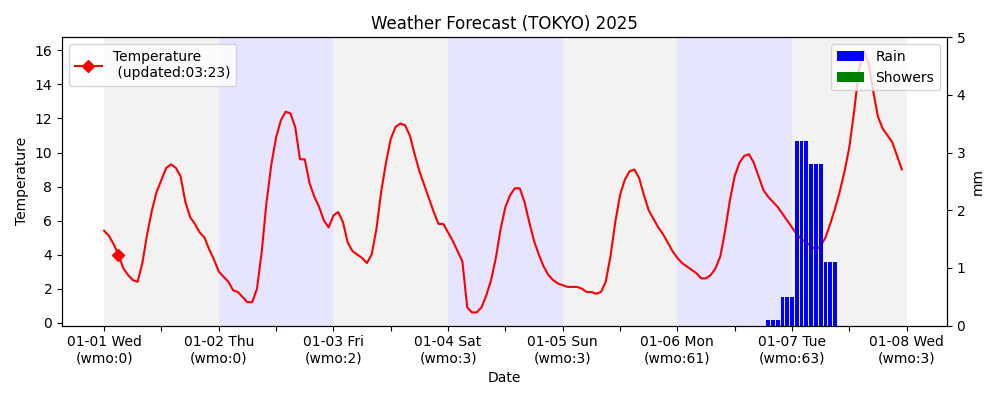 Weather Forecast (TOKYO) 2025
Temperature
(updated:03:23)
Rain
Showers
Temperature
16
14
12
10
8
6
4
2
0
5
4
3
2
1
0
mm
01-01 Wed
(wmo:0)
01-02 Thu
(wmo:0)
01-03 Fri
(wmo:2)
01-04 Sat
(wmo:3)
01-05 Sun
(wmo:3)
01-06 Mon
(wmo:61)
01-07 Tue
(wmo:63)
01-08 Wed
(wmo:3)
Date